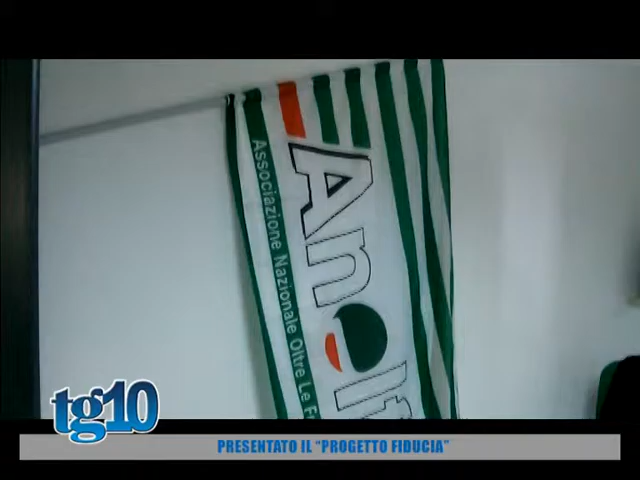 Associazione Nazionale Oltre Le F
Anolf
tg10
PRESENTATO IL "PROGETTO FIDUCIA"